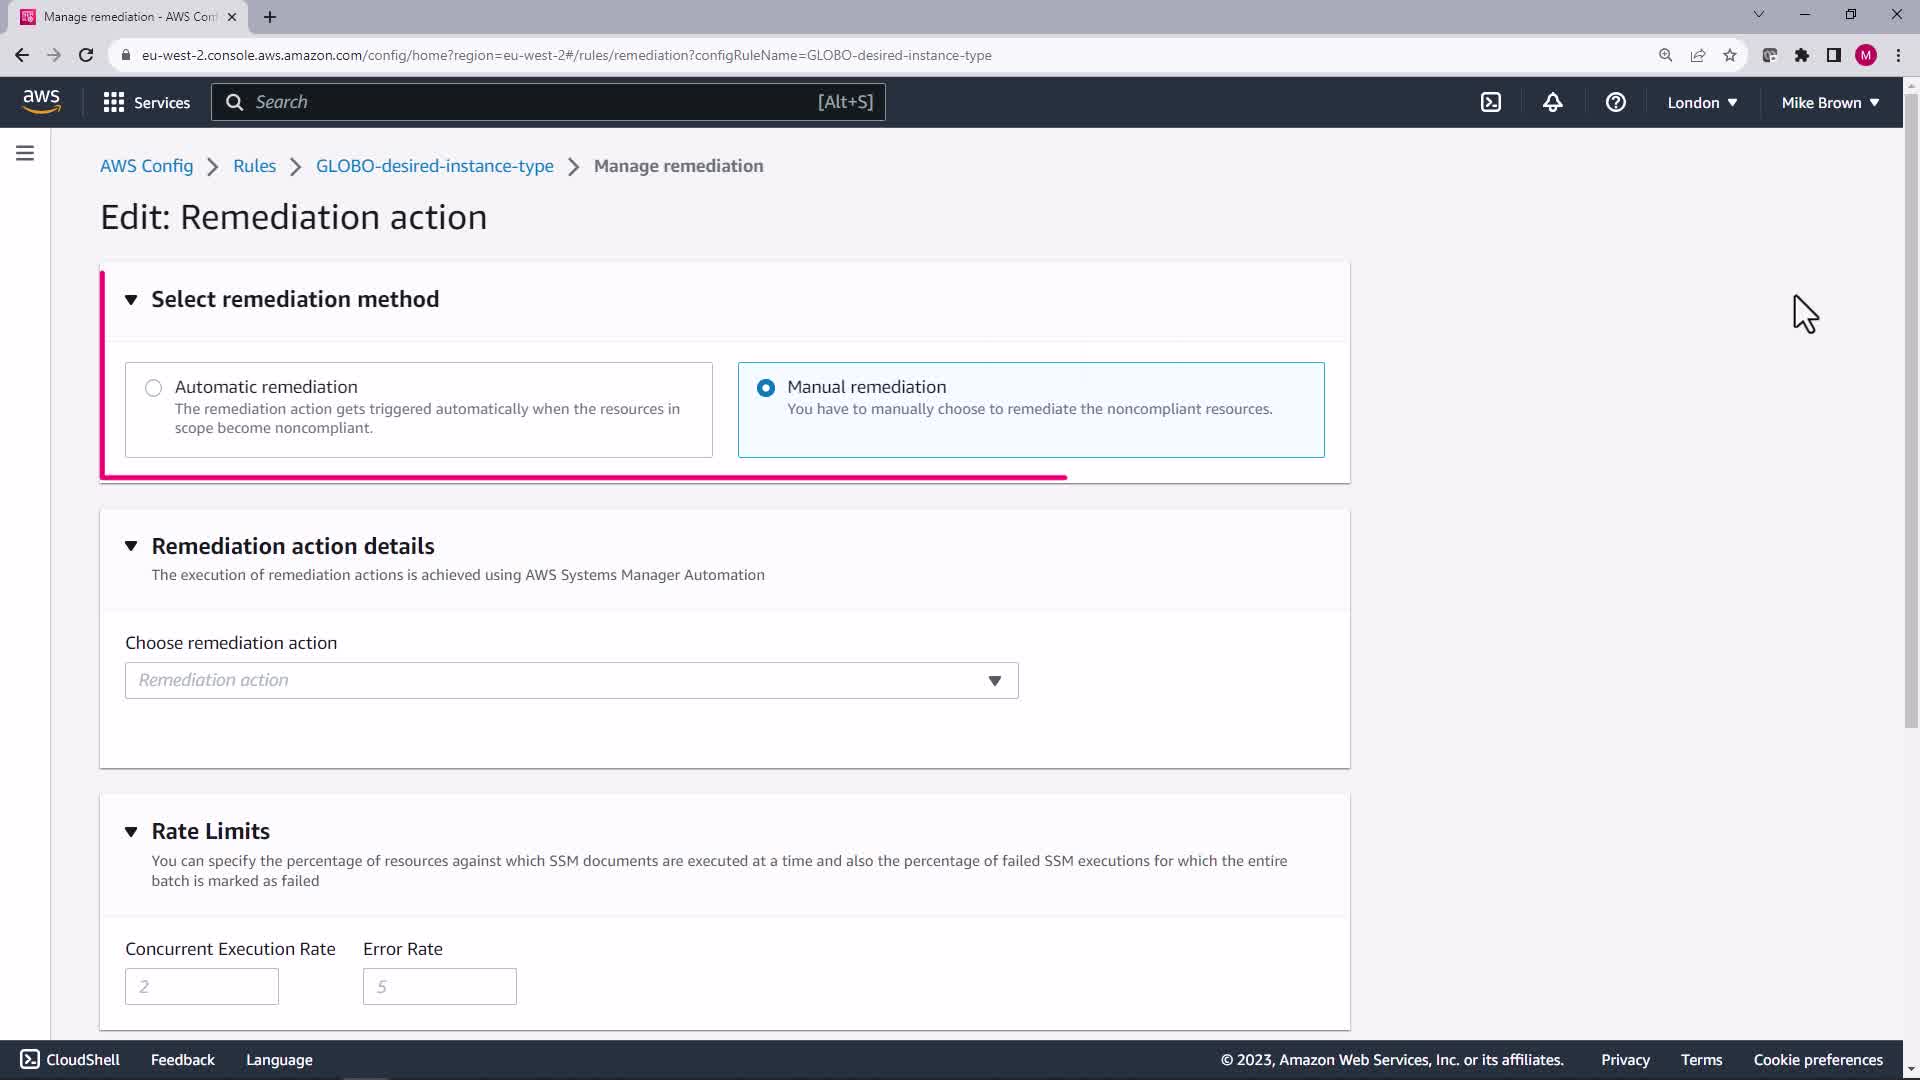 Manage remediation - AWS Conf
eu-west-2.console.aws.amazon.com/config/home?region=eu-west-2#/rules/remediation?configRuleName=GLOBO-desired-instance-type
M
aws
Services
Search
[Alt+S]
London
Mike Brown
AWS Config
Rules
GLOBO-desired-instance-type
Manage remediation
Edit: Remediation action
Select remediation method
Automatic remediation
The remediation action gets triggered automatically when the resources in
scope become noncompliant.
Manual remediation
You have to manually choose to remediate the noncompliant resources.
Remediation action details
The execution of remediation actions is achieved using AWS Systems Manager Automation
Choose remediation action
Remediation action
Rate Limits
You can specify the percentage of resources against which SSM documents are executed at a time and also the percentage of failed SSM executions for which the entire
batch is marked as failed
Concurrent Execution Rate
Error Rate
2
5
CloudShell
Feedback
Language
© 2023, Amazon Web Services, Inc. or its affiliates.
Privacy
Terms
Cookie preferences